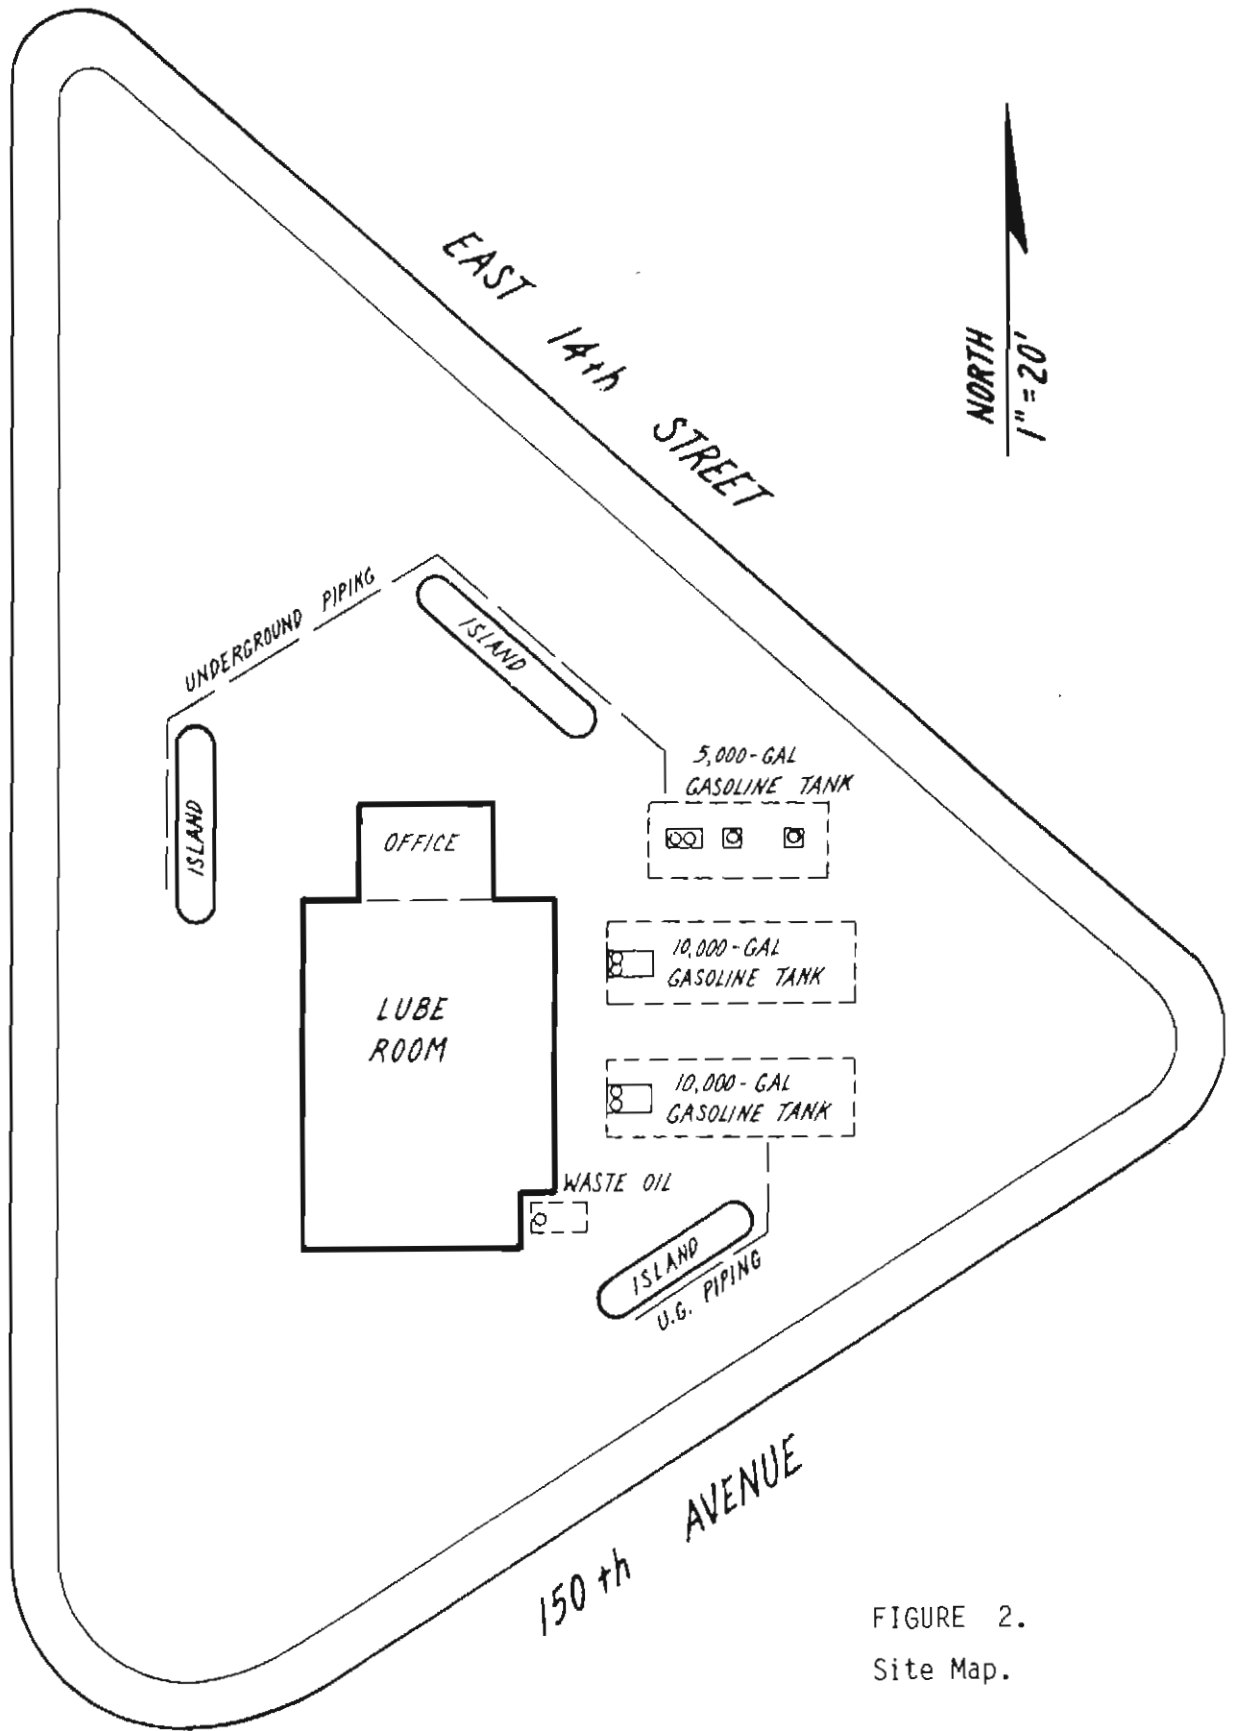 EAST 14th STREET
NORTH
1" = 20'
UNDERGROUND PIPING
ISLAND
ISLAND
5,000-GAL
GASOLINE TANK
OFFICE
10,000-GAL
GASOLINE TANK
LUBE
ROOM
10,000-GAL
GASOLINE TANK
WASTE OIL
ISLAND
U.G. PIPING
150th AVENUE
FIGURE 2.
Site Map.